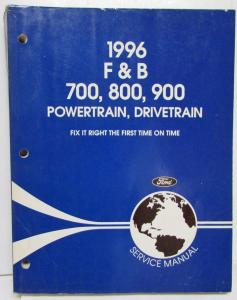 1996
F & B
700, 800, 900
POWERTRAIN, DRIVETRAIN
FIX IT RIGHT THE FIRST TIME ON TIME
Ford
SERVICE MANUAL